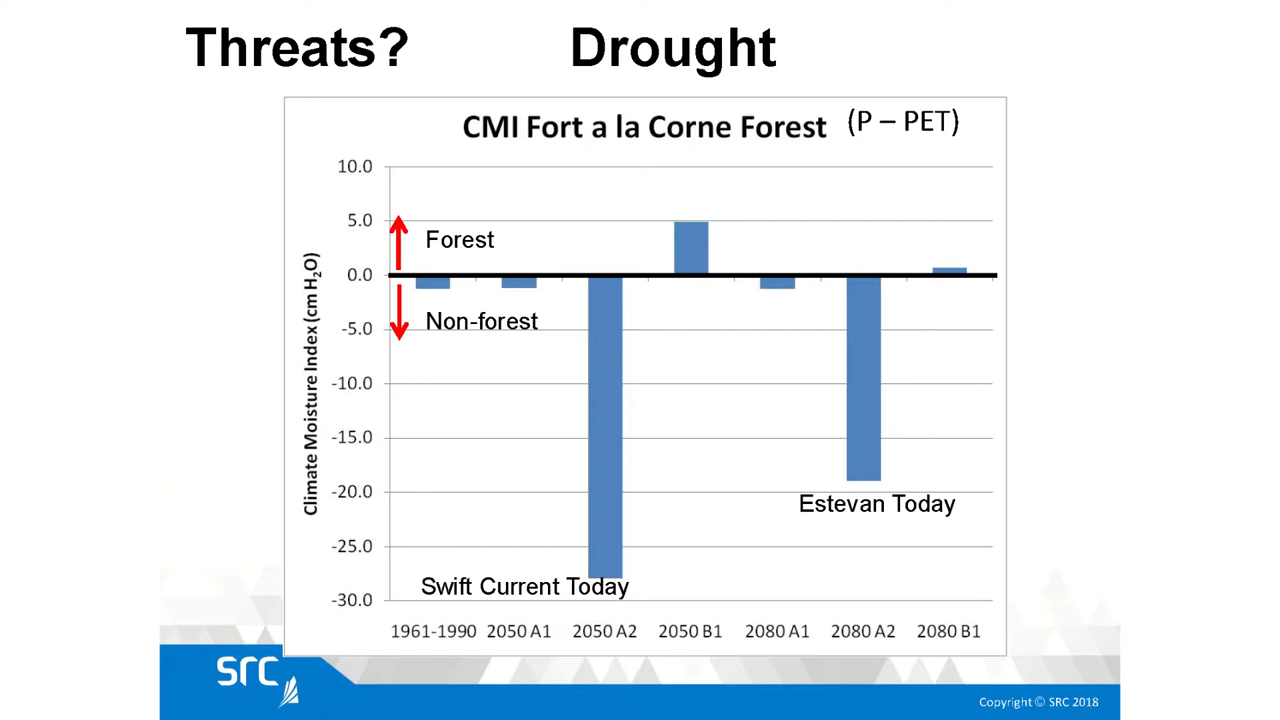 Threats? Drought
CMI Fort a la Corne Forest (P – PET)
Climate Moisture Index (cm H₂O)
10.0
5.0
0.0
-5.0
-10.0
-15.0
-20.0
-25.0
-30.0
Forest
Non-forest
Estevan Today
Swift Current Today
1961-1990 2050 A1 2050 A2 2050 B1 2080 A1 2080 A2 2080 B1
SRC
Copyright © SRC 2018